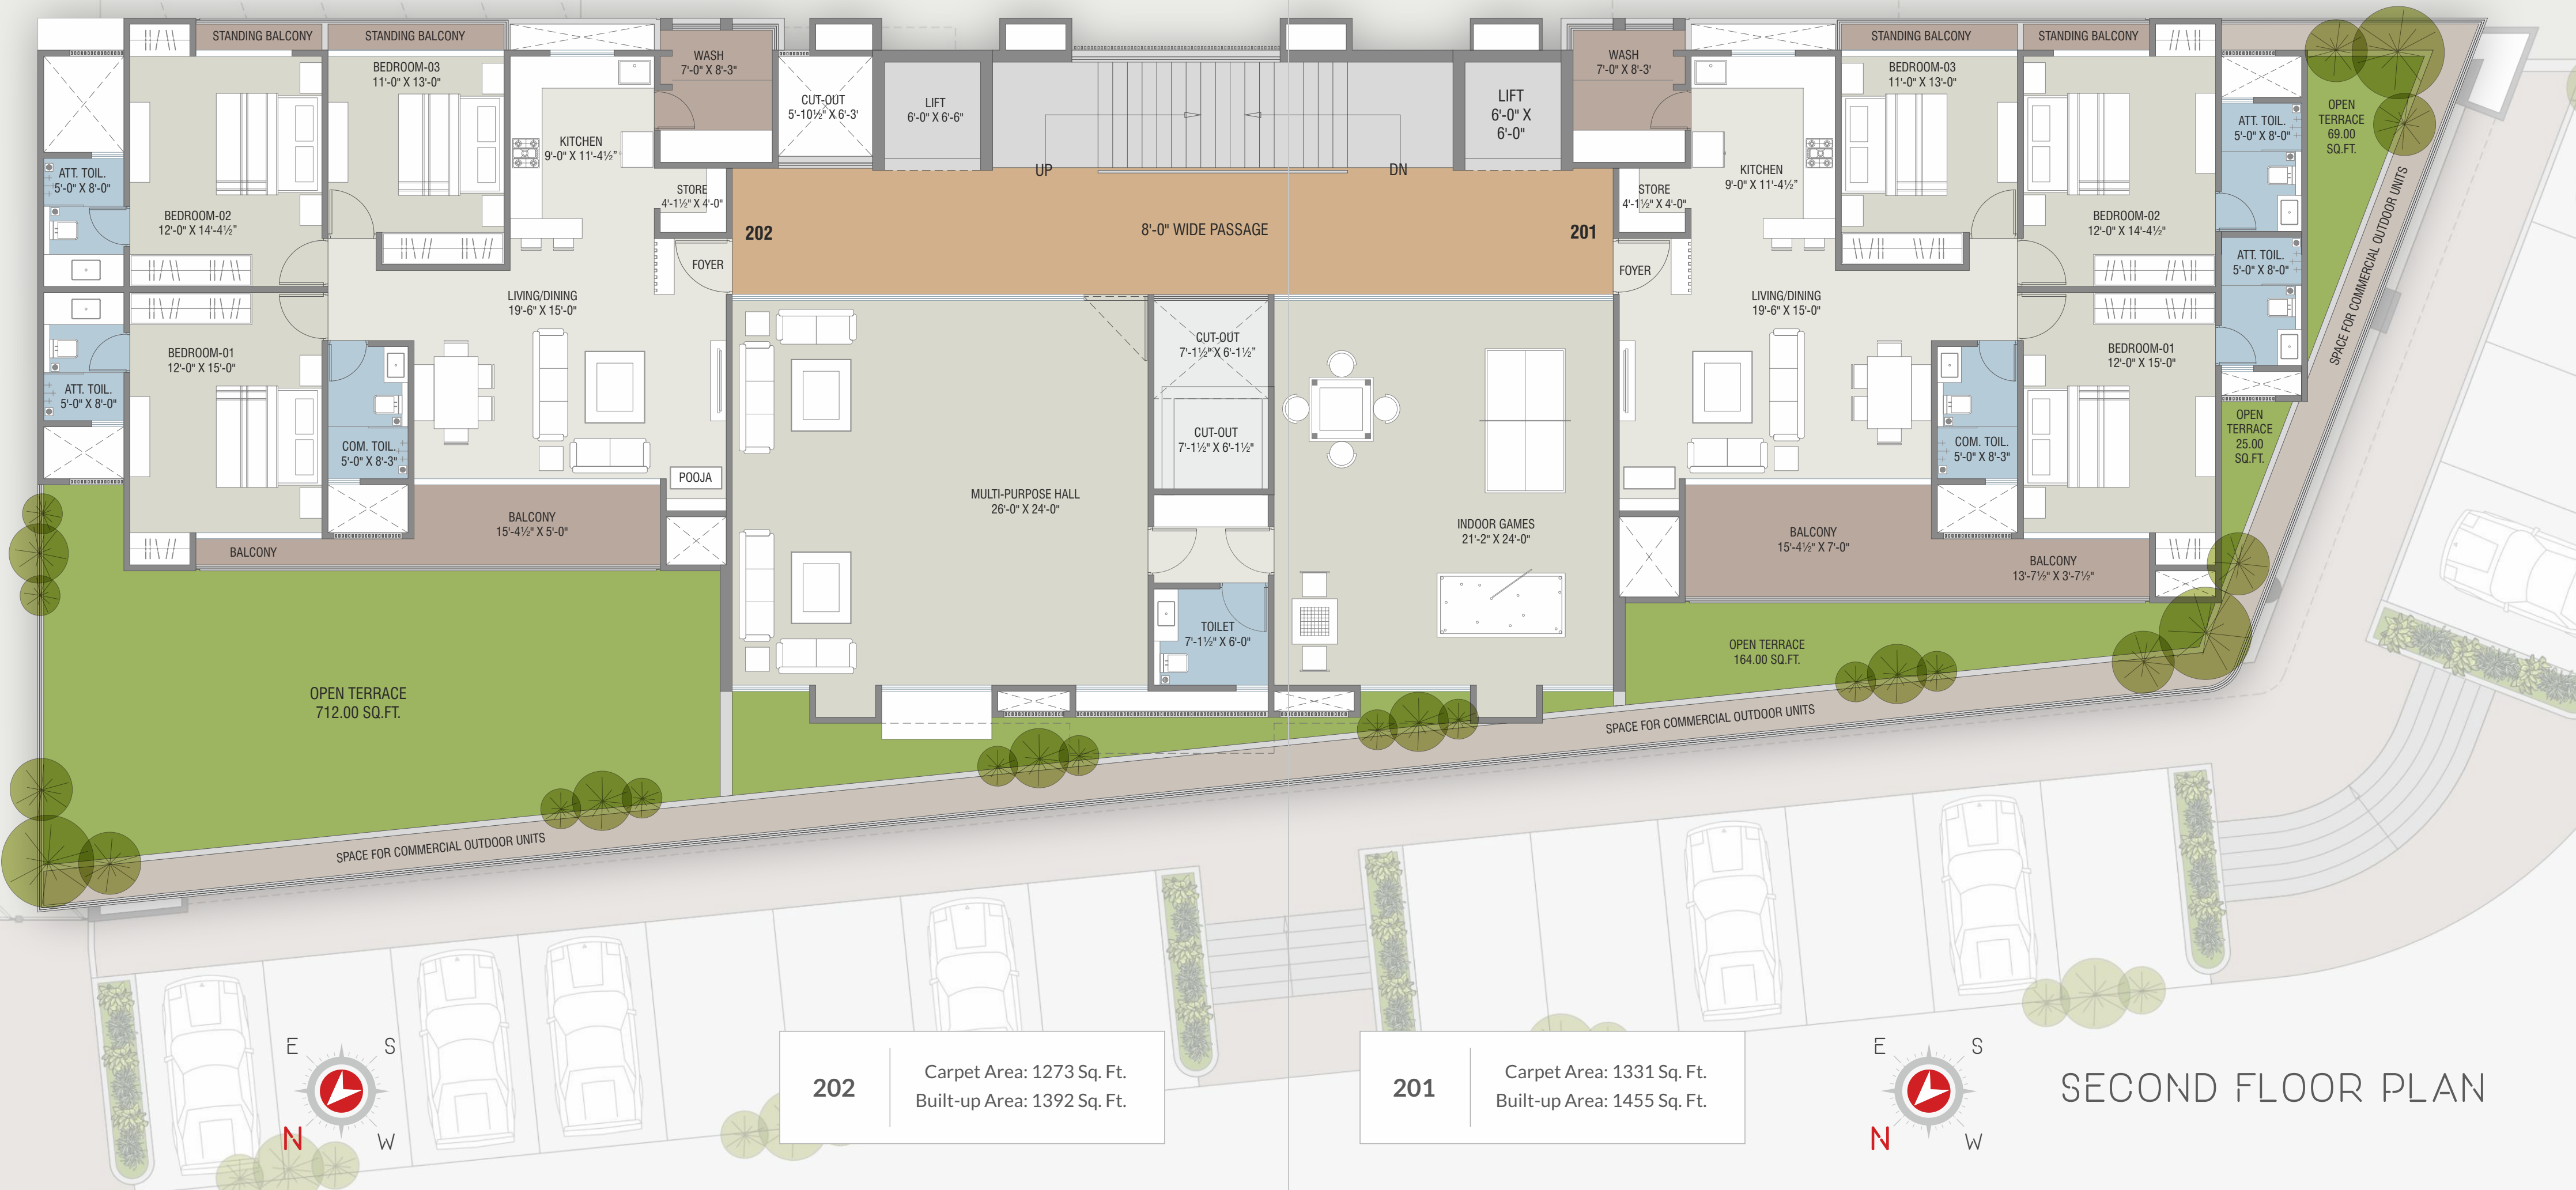 STANDING BALCONY
STANDING BALCONY
BEDROOM-03
11'-0" X 13'-0"
WASH
7'-0" X 8'-3"
CUT-OUT
5'-10½" X 6'-3'
LIFT
6'-0" X 6'-6"
KITCHEN
9'-0" X 11'-4½"
ATT. TOIL.
5'-0" X 8'-0"
BEDROOM-02
12'-0" X 14'-4½"
STORE
4'-1½" X 4'-0"
202
FOYER
LIVING/DINING
19'-6" X 15'-0"
BEDROOM-01
12'-0" X 15'-0"
ATT. TOIL.
5'-0" X 8'-0"
COM. TOIL.
5'-0" X 8'-3"
POOJA
BALCONY
15'-4½" X 5'-0"
BALCONY
OPEN TERRACE
712.00 SQ.FT.
SPACE FOR COMMERCIAL OUTDOOR UNITS
UP
DN
8'-0" WIDE PASSAGE
CUT-OUT
7'-1½" X 6'-1½"
CUT-OUT
7'-1½" X 6'-1½"
MULTI-PURPOSE HALL
26'-0" X 24'-0"
TOILET
7'-1½" X 6'-0"
INDOOR GAMES
21'-2" X 24'-0"
LIFT
6'-0" X
6'-0"
WASH
7'-0" X 8'-3'
STANDING BALCONY
STANDING BALCONY
BEDROOM-03
11'-0" X 13'-0"
KITCHEN
9'-0" X 11'-4½"
STORE
4'-1½" X 4'-0"
201
FOYER
LIVING/DINING
19'-6" X 15'-0"
BEDROOM-02
12'-0" X 14'-4½"
ATT. TOIL.
5'-0" X 8'-0"
ATT. TOIL.
5'-0" X 8'-0"
BEDROOM-01
12'-0" X 15'-0"
COM. TOIL.
5'-0" X 8'-3"
BALCONY
15'-4½" X 7'-0"
BALCONY
13'-7½" X 3'-7½"
OPEN
TERRACE
69.00
SQ.FT.
OPEN
TERRACE
25.00
SQ.FT.
SPACE FOR COMMERCIAL OUTDOOR UNITS
OPEN TERRACE
164.00 SQ.FT.
SPACE FOR COMMERCIAL OUTDOOR UNITS
E
S
N
W
202
Carpet Area: 1273 Sq. Ft.
Built-up Area: 1392 Sq. Ft.
201
Carpet Area: 1331 Sq. Ft.
Built-up Area: 1455 Sq. Ft.
E
S
N
W
SECOND FLOOR PLAN